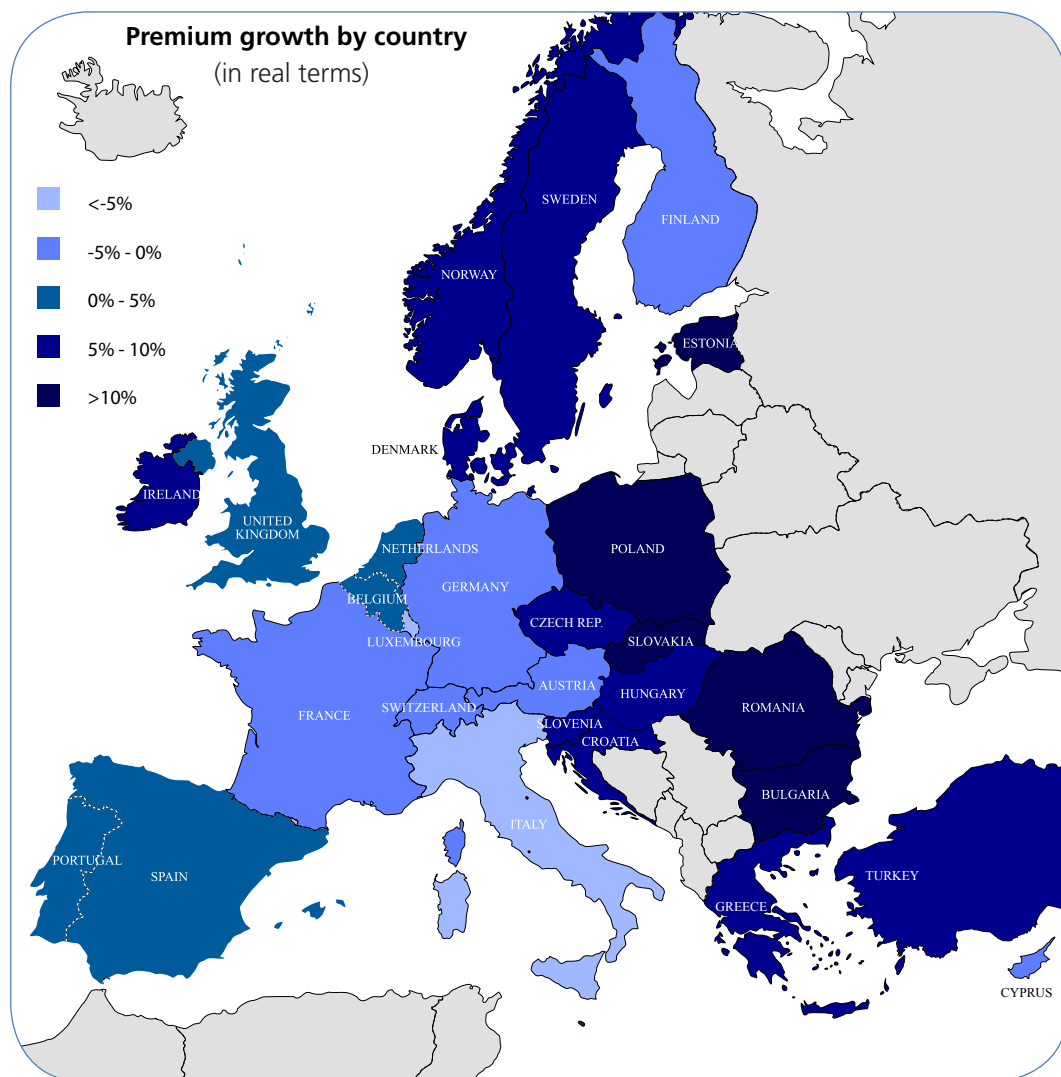 Premium growth by country
(in real terms)
<-5%
-5% - 0%
0% - 5%
5% - 10%
>10%
SWEDEN
FINLAND
NORWAY
ESTONIA
DENMARK
IRELAND
UNITED
KINGDOM
NETHERLANDS
POLAND
GERMANY
BELGIUM
CZECH REP.
LUXEMBOURG
SLOVAKIA
AUSTRIA
HUNGARY
SWITZERLAND
ROMANIA
FRANCE
SLOVENIA
CROATIA
BULGARIA
ITALY
PORTUGAL
SPAIN
TURKEY
GREECE
CYPRUS